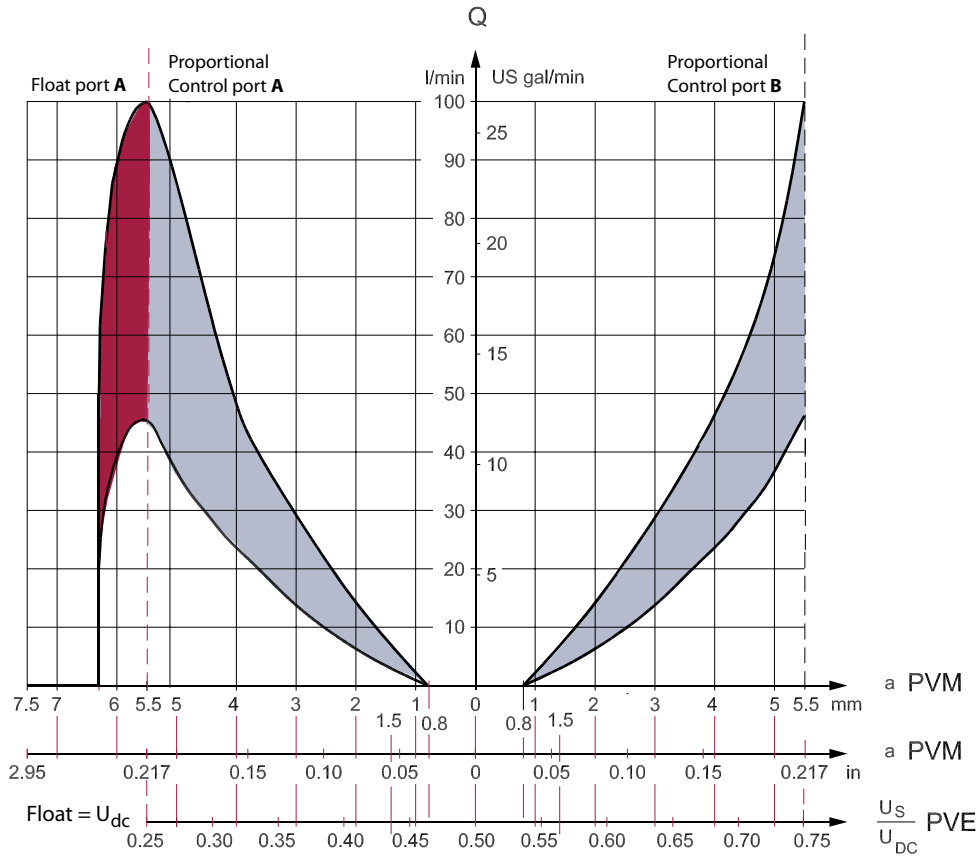 Q
Float port A
Proportional
Control port A
l/min
US gal/min
Proportional
Control port B
100
90
80
70
60
50
40
30
20
10
25
20
15
10
5
7.5 7 6 5.5 5 4 3 2 1 0 1 2 3 4 5 5.5 mm
a PVM
1.5 0.8 0.8 1.5
a PVM
2.95 0.217 0.15 0.10 0.05 0 0.05 0.10 0.15 0.217 in
Float = Udc
US
UDC
PVE
0.25 0.30 0.35 0.40 0.45 0.50 0.55 0.60 0.65 0.70 0.75